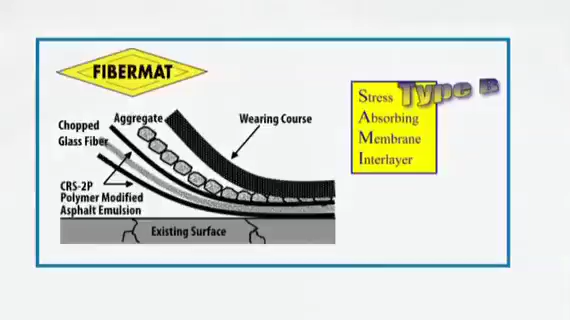 FIBERMAT
Type B
Stress
Absorbing
Membrane
Interlayer
Aggregate
Wearing Course
Chopped
Glass Fiber
CRS-2P
Polymer Modified
Asphalt Emulsion
Existing Surface